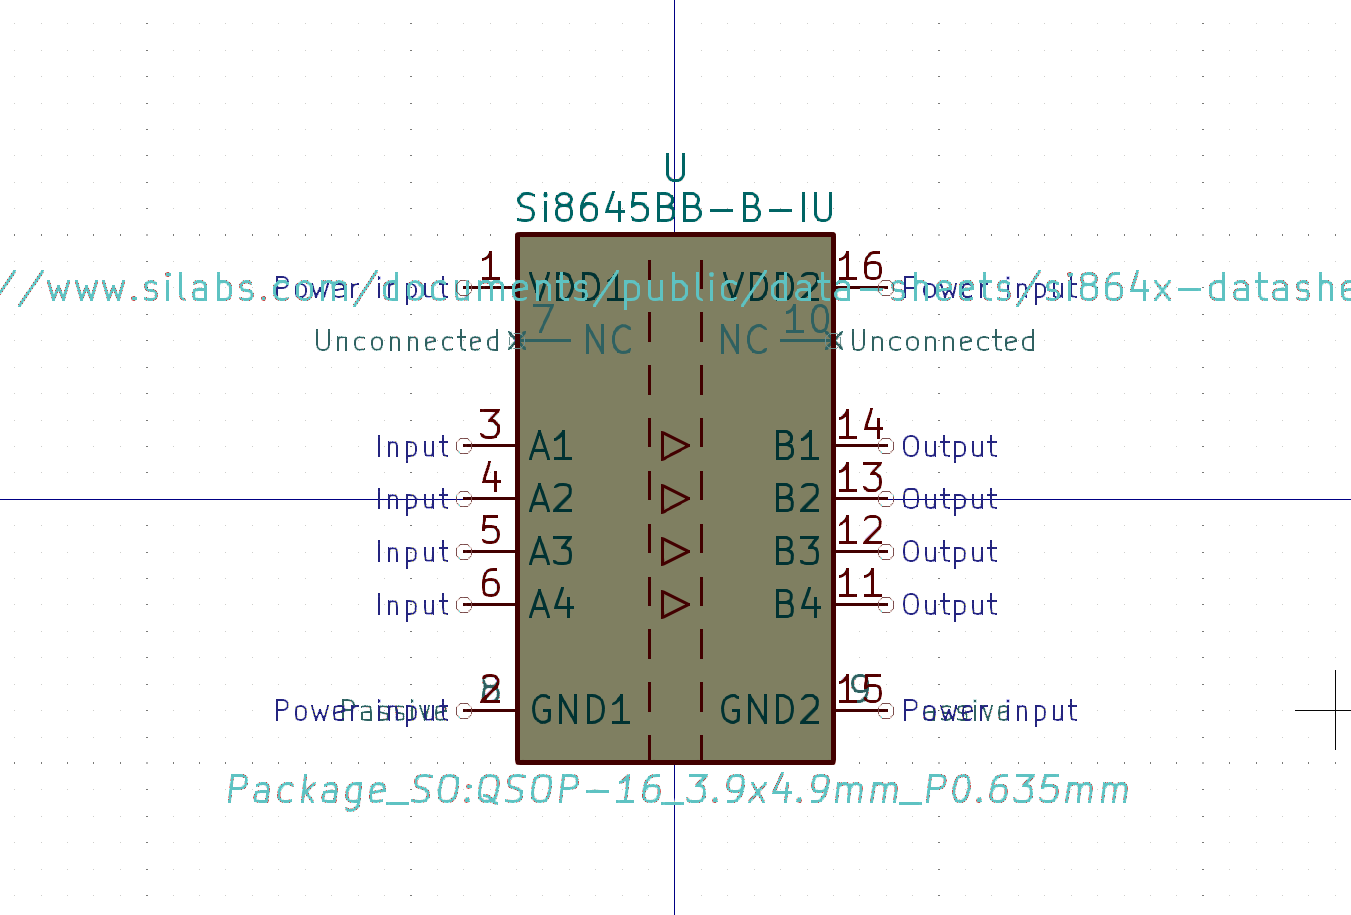 U
Si8645BB-B-IU
//www.silabs.com/documents/public/data-sheets/si864x-datashe
Power input 1 VDD1 VDD2 16 Power input
Unconnected 7 NC NC 10 Unconnected
Input 3 A1 B1 14 Output
Input 4 A2 B2 13 Output
Input 5 A3 B3 12 Output
Input 6 A4 B4 11 Output
Power input 2 GND1 GND2 15 Power input
Passive 8 9 Passive
Package_SO:QSOP-16_3.9x4.9mm_P0.635mm